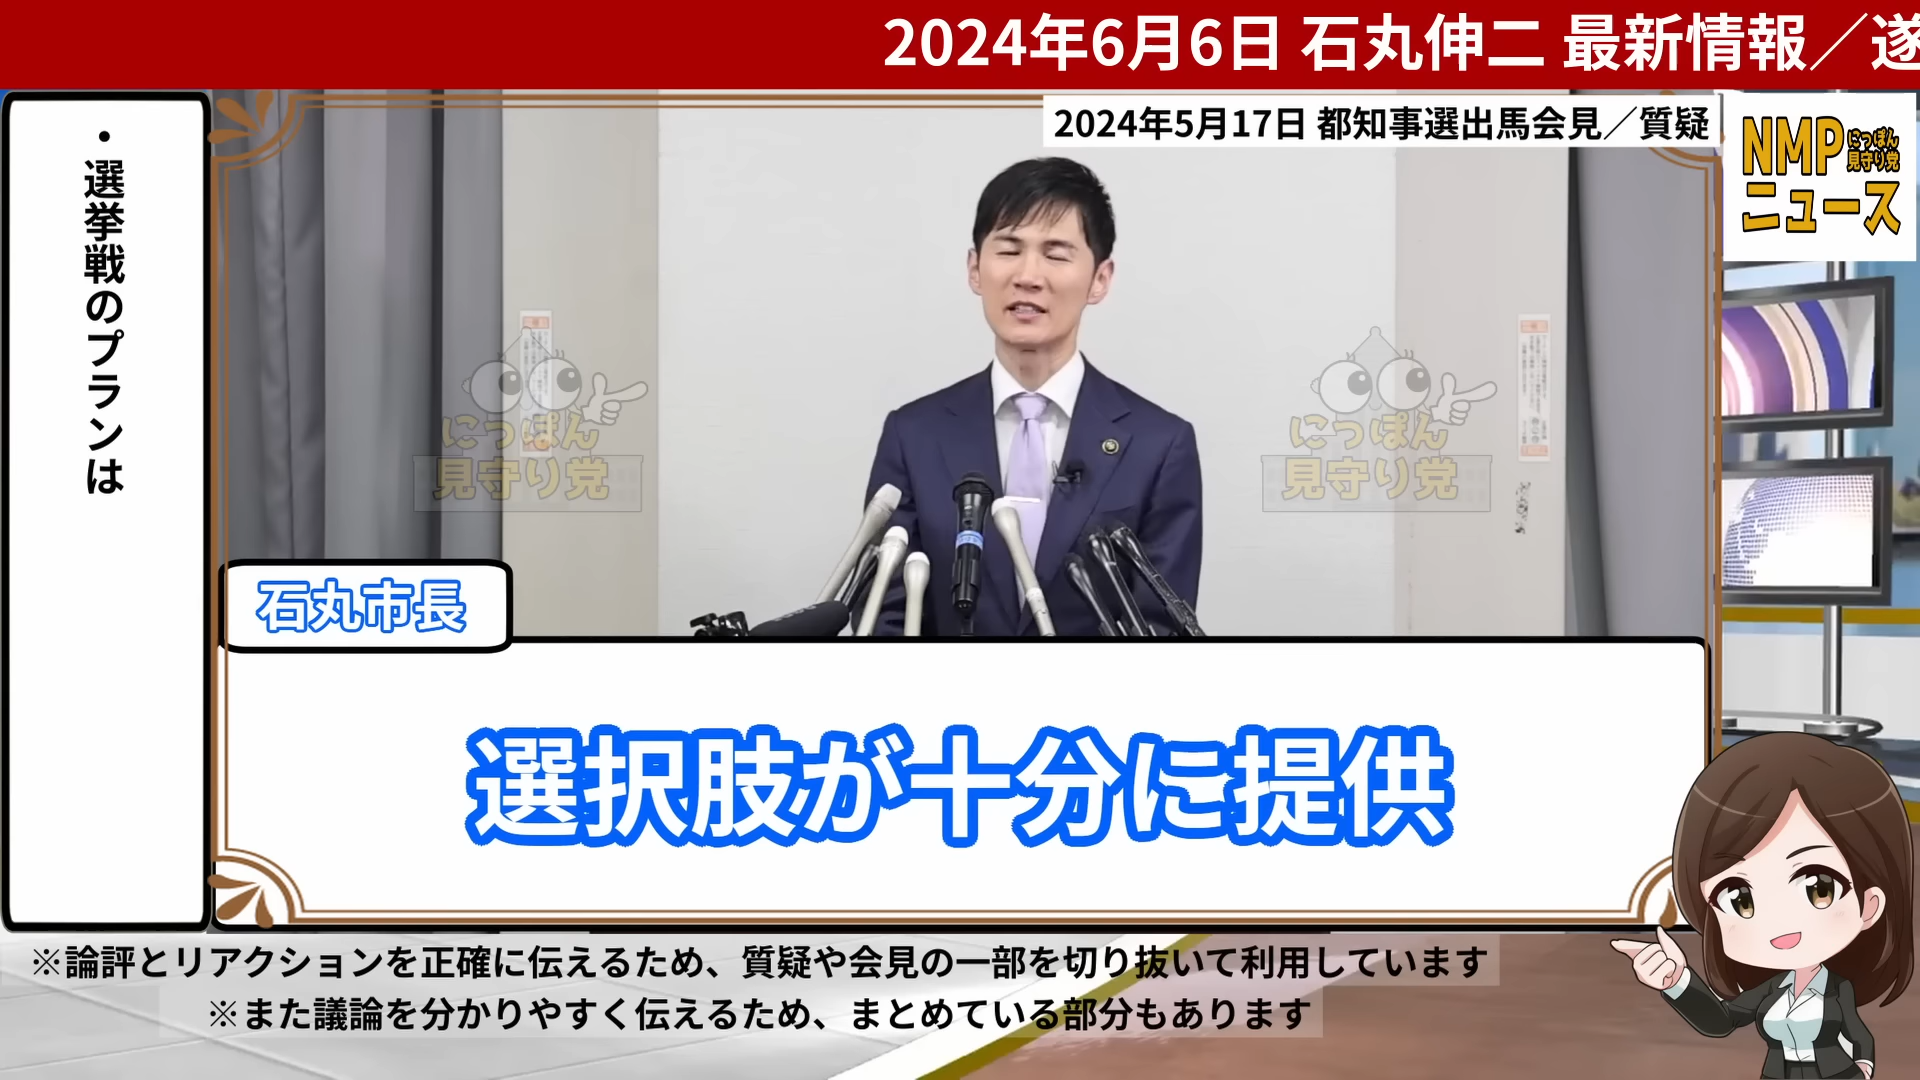 2024年6月6日 石丸伸二 最新情報／遂
2024年5月17日 都知事選出馬会見／質疑
NMP にっぽん見守り党
ニュース
・選挙戦のプランは
にっぽん
見守り党
にっぽん
見守り党
石丸市長
選択肢が十分に提供
※論評とリアクションを正確に伝えるため、質疑や会見の一部を切り抜いて利用しています
※また議論を分かりやすく伝えるため、まとめている部分もあります